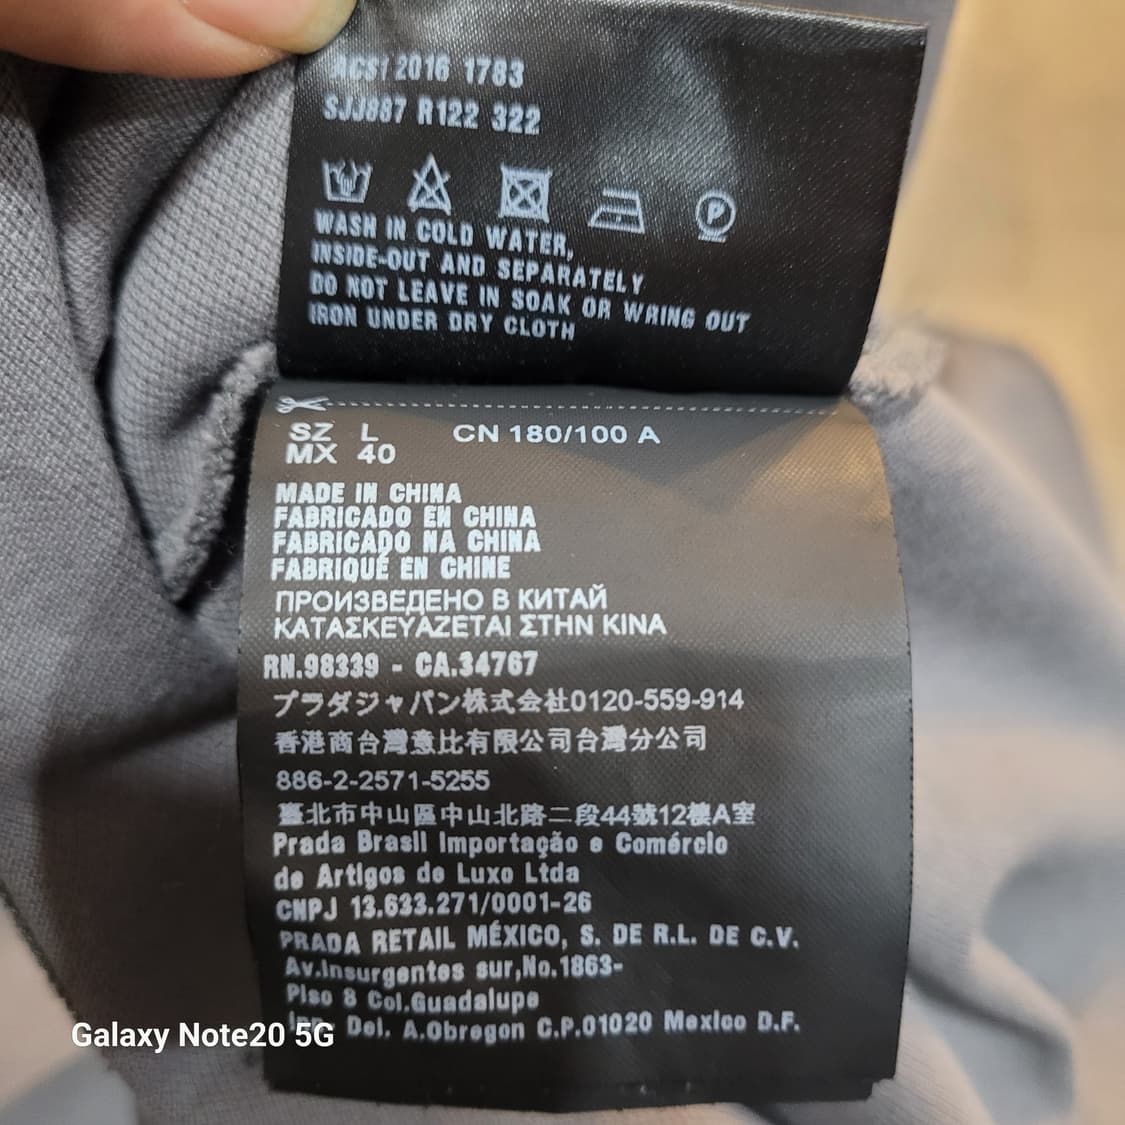 2016 1783
SJJ887 R122 322
P
WASH IN COLD WATER,
INSIDE-OUT AND SEPARATELY
DO NOT LEAVE IN SOAK OR WRING OUT
IRON UNDER DRY CLOTH
SZ L CN 180/100 A
MX 40
MADE IN CHINA
FABRICADO EN CHINA
FABRICADO NA CHINA
FABRIQUÉ EN CHINE
ПРОИЗВЕДЕНО В КИТАЙ
ΚΑΤΑΣΚΕΥΑΖΕΤΑΙ ΣΤΗΝ ΚΙΝΑ
RN.98339 - CA.34767
プラダジャパン株式会社0120-559-914
香港商台灣意比有限公司台灣分公司
886-2-2571-5255
臺北市中山區中山北路二段44號12樓A室
Prada Brasil Importação e Comércio
de Artigos de Luxo Ltda
CNPJ 13.633.271/0001-26
PRADA RETAIL MÉXICO, S. DE R.L. DE C.V.
Av.Insurgentes sur,No.1863-
Piso 8 Col.Guadalupe
Inn. Del. A.Obregon C.P.01020 Mexico D.F.
Galaxy Note20 5G